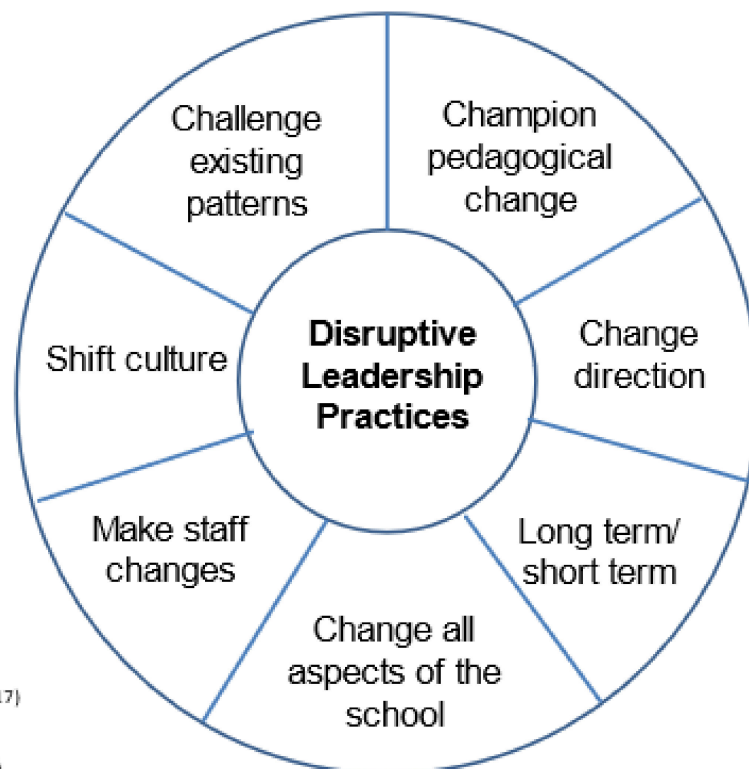 Challenge
existing
patterns
Champion
pedagogical
change
Shift culture
Disruptive
Leadership
Practices
Change
direction
Make staff
changes
Long term/
short term
Change all
aspects of the
school
17)
)